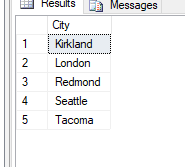 Results Messages
City
1 Kirkland
2 London
3 Redmond
4 Seattle
5 Tacoma